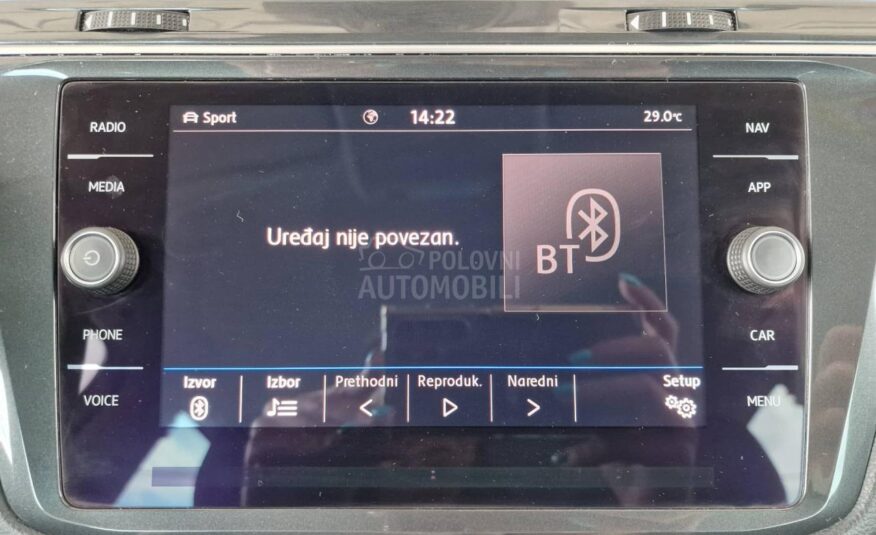 RADIO
MEDIA
PHONE
VOICE
Sport
14:22
29.0°C
Uređaj nije povezan.
BT
POLOVNI
AUTOMOBILI
Izvor
Izbor
Prethodni
Reproduk.
Naredni
Setup
NAV
APP
CAR
MENU